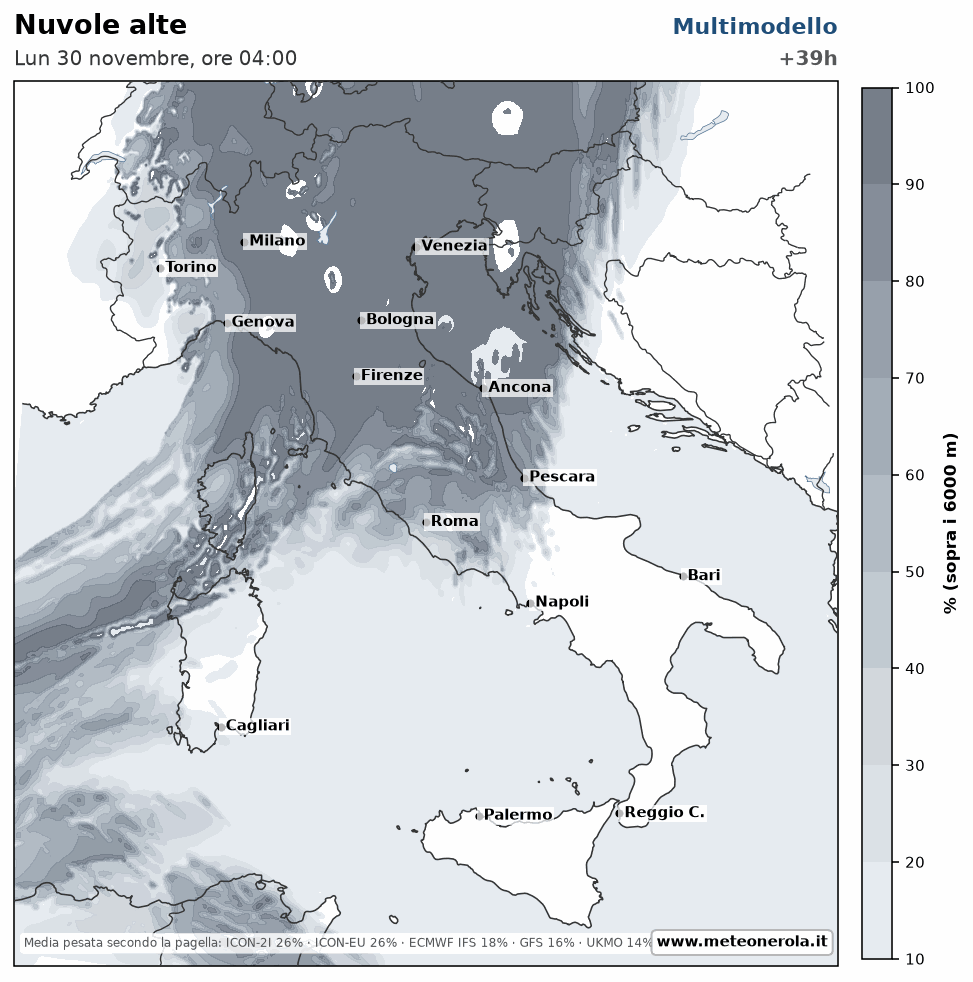 Nuvole alte
Multimodello
Lun 30 novembre, ore 04:00
+39h
100
90
80
70
60
50
40
30
20
10
% (sopra i 6000 m)
Milano
Venezia
Torino
Genova
Bologna
Firenze
Ancona
Pescara
Roma
Bari
Napoli
Cagliari
Palermo
Reggio C.
Media pesata secondo la pagella: ICON-2I 26% · ICON-EU 26% · ECMWF IFS 18% · GFS 16% · UKMO 14%
www.meteonerola.it